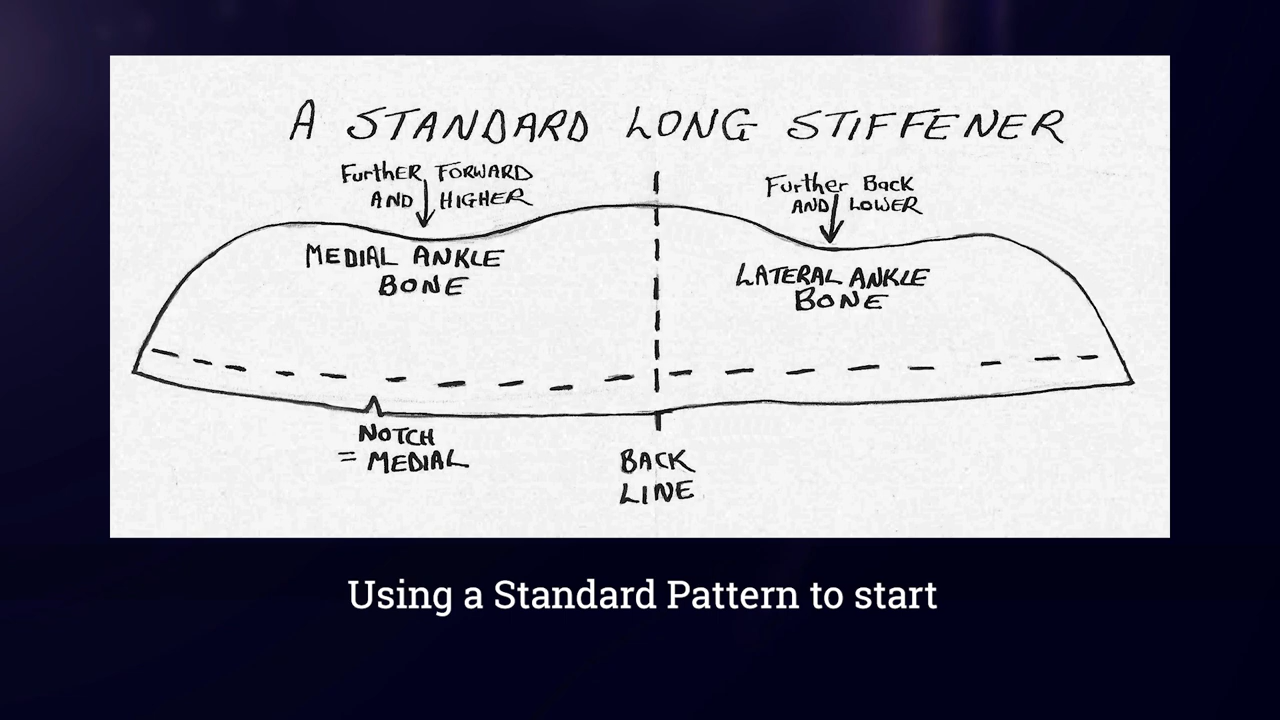 A STANDARD LONG STIFFENER
FurtHER FORWARD
AND HIGHER
Further Back
AND LOWER
MEDIAL ANKLE
BONE
LATERAL ANKLE
BONE
NOTCH
= MEDIAL
BACK
LINE
Using a Standard Pattern to start